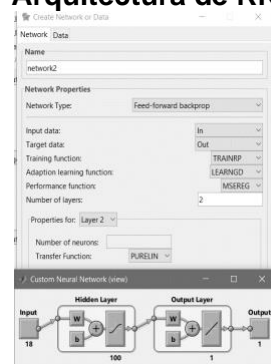 Create Network or Data
Network Data
Name
network2
Network Properties
Network Type: Feed-forward backprop
Input data: In
Target data: Out
Training function: TRAINRP
Adaption learning function: LEARNGD
Performance function: MSEREG
Number of layers: 2
Properties for: Layer 2
Number of neurons:
Transfer Function: PURELIN
Custom Neural Network (view)
Hidden Layer Output Layer
Input Output
W W
b b
18 1
100 1